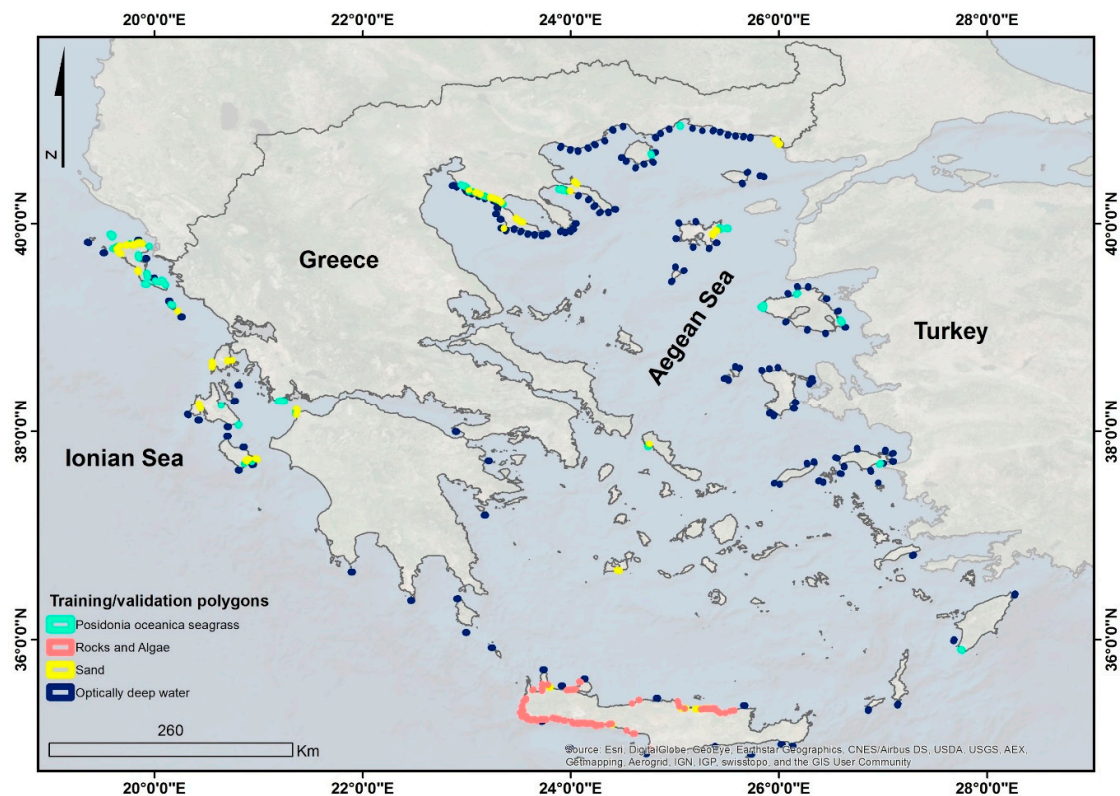 20°0'0"E 22°0'0"E 24°0'0"E 26°0'0"E 28°0'0"E
N
40°0'0"N 40°0'0"N
Greece
Aegean Sea
Turkey
38°0'0"N 38°0'0"N
Ionian Sea
36°0'0"N 36°0'0"N
Training/validation polygons
Posidonia oceanica seagrass
Rocks and Algae
Sand
Optically deep water
260
Km
Source: Esri, DigitalGlobe, GeoEye, Earthstar Geographics, CNES/Airbus DS, USDA, USGS, AEX,
Getmapping, Aerogrid, IGN, IGP, swisstopo, and the GIS User Community
20°0'0"E 22°0'0"E 24°0'0"E 26°0'0"E 28°0'0"E